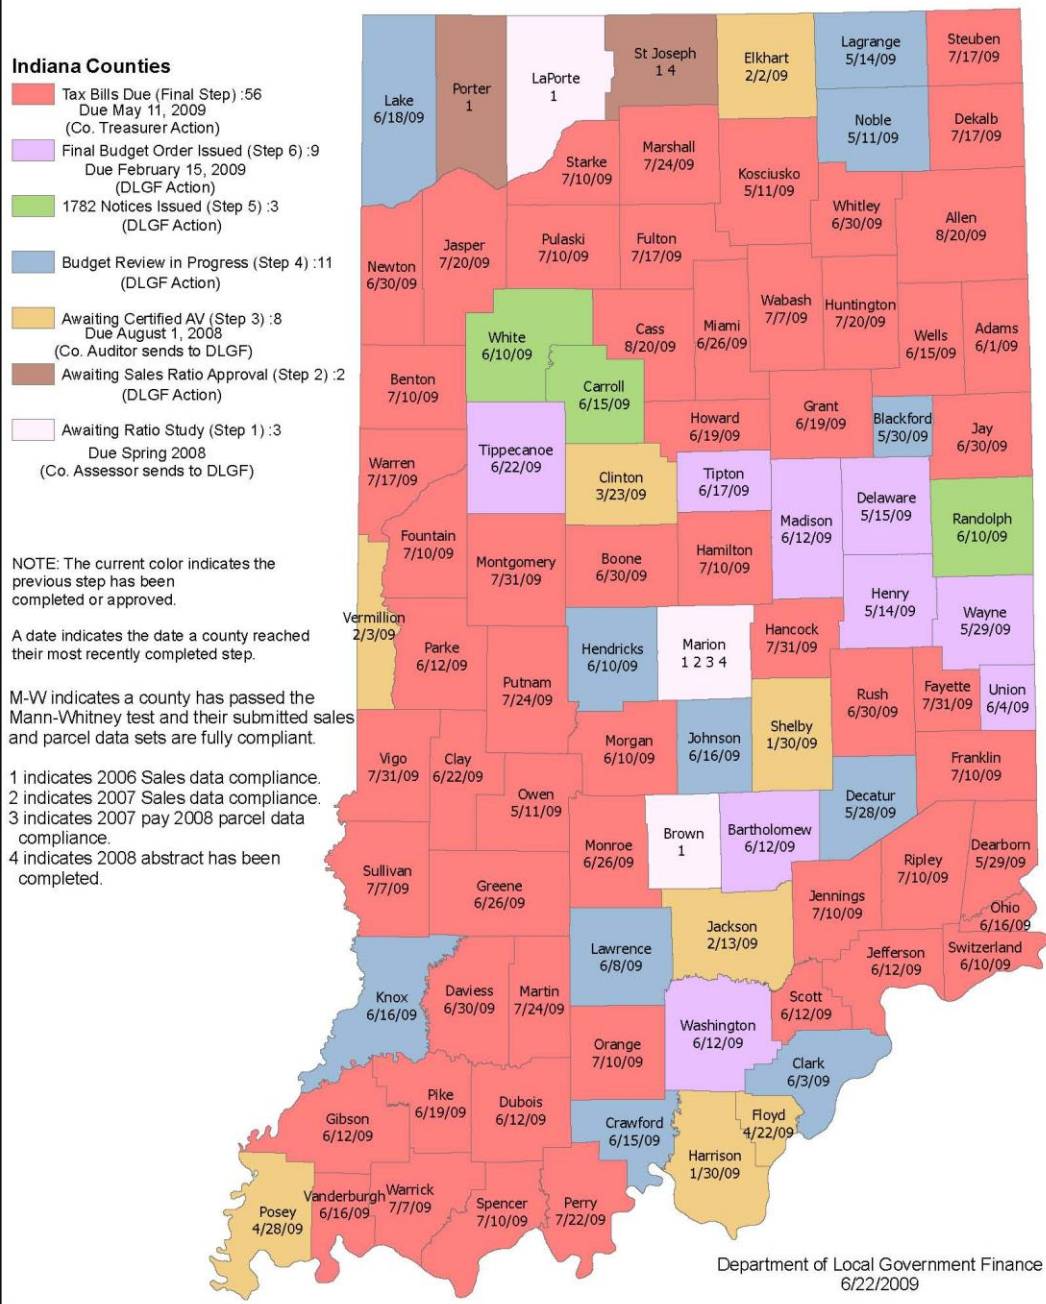 Indiana Counties
Tax Bills Due (Final Step) :56
Due May 11, 2009
(Co. Treasurer Action)
Final Budget Order Issued (Step 6) :9
Due February 15, 2009
(DLGF Action)
1782 Notices Issued (Step 5) :3
(DLGF Action)
Budget Review in Progress (Step 4) :11
(DLGF Action)
Awaiting Certified AV (Step 3) :8
Due August 1, 2008
(Co. Auditor sends to DLGF)
Awaiting Sales Ratio Approval (Step 2) :2
(DLGF Action)
Awaiting Ratio Study (Step 1) :3
Due Spring 2008
(Co. Assessor sends to DLGF)
NOTE: The current color indicates the
previous step has been
completed or approved.
A date indicates the date a county reached
their most recently completed step.
M-W indicates a county has passed the
Mann-Whitney test and their submitted sales
and parcel data sets are fully compliant.
1 indicates 2006 Sales data compliance.
2 indicates 2007 Sales data compliance.
3 indicates 2007 pay 2008 parcel data
compliance.
4 indicates 2008 abstract has been
completed.
Lake
6/18/09
Porter
1
LaPorte
1
St Joseph
1 4
Elkhart
2/2/09
Lagrange
5/14/09
Steuben
7/17/09
Noble
5/11/09
Dekalb
7/17/09
Starke
7/10/09
Marshall
7/24/09
Kosciusko
5/11/09
Whitley
6/30/09
Allen
8/20/09
Newton
6/30/09
Jasper
7/20/09
Pulaski
7/10/09
Fulton
7/17/09
White
6/10/09
Cass
8/20/09
Miami
6/26/09
Wabash
7/7/09
Huntington
7/20/09
Wells
6/15/09
Adams
6/1/09
Benton
7/10/09
Carroll
6/15/09
Howard
6/19/09
Grant
6/19/09
Blackford
5/30/09
Jay
6/30/09
Warren
7/17/09
Tippecanoe
6/22/09
Clinton
3/23/09
Tipton
6/17/09
Madison
6/12/09
Delaware
5/15/09
Randolph
6/10/09
Fountain
7/10/09
Montgomery
7/31/09
Boone
6/30/09
Hamilton
7/10/09
Henry
5/14/09
Wayne
5/29/09
Vermillion
2/3/09
Parke
6/12/09
Putnam
7/24/09
Hendricks
6/10/09
Marion
1 2 3 4
Hancock
7/31/09
Rush
6/30/09
Fayette
7/31/09
Union
6/4/09
Vigo
7/31/09
Clay
6/22/09
Owen
5/11/09
Morgan
6/10/09
Johnson
6/16/09
Shelby
1/30/09
Franklin
7/10/09
Decatur
5/28/09
Sullivan
7/7/09
Greene
6/26/09
Monroe
6/26/09
Brown
1
Bartholomew
6/12/09
Jennings
7/10/09
Ripley
7/10/09
Dearborn
5/29/09
Ohio
6/16/09
Switzerland
6/10/09
Jefferson
6/12/09
Jackson
2/13/09
Lawrence
6/8/09
Knox
6/16/09
Daviess
6/30/09
Martin
7/24/09
Orange
7/10/09
Washington
6/12/09
Scott
6/12/09
Clark
6/3/09
Gibson
6/12/09
Pike
6/19/09
Dubois
6/12/09
Crawford
6/15/09
Harrison
1/30/09
Floyd
4/22/09
Posey
4/28/09
Vanderburgh
6/16/09
Warrick
7/7/09
Spencer
7/10/09
Perry
7/22/09
Department of Local Government Finance
6/22/2009